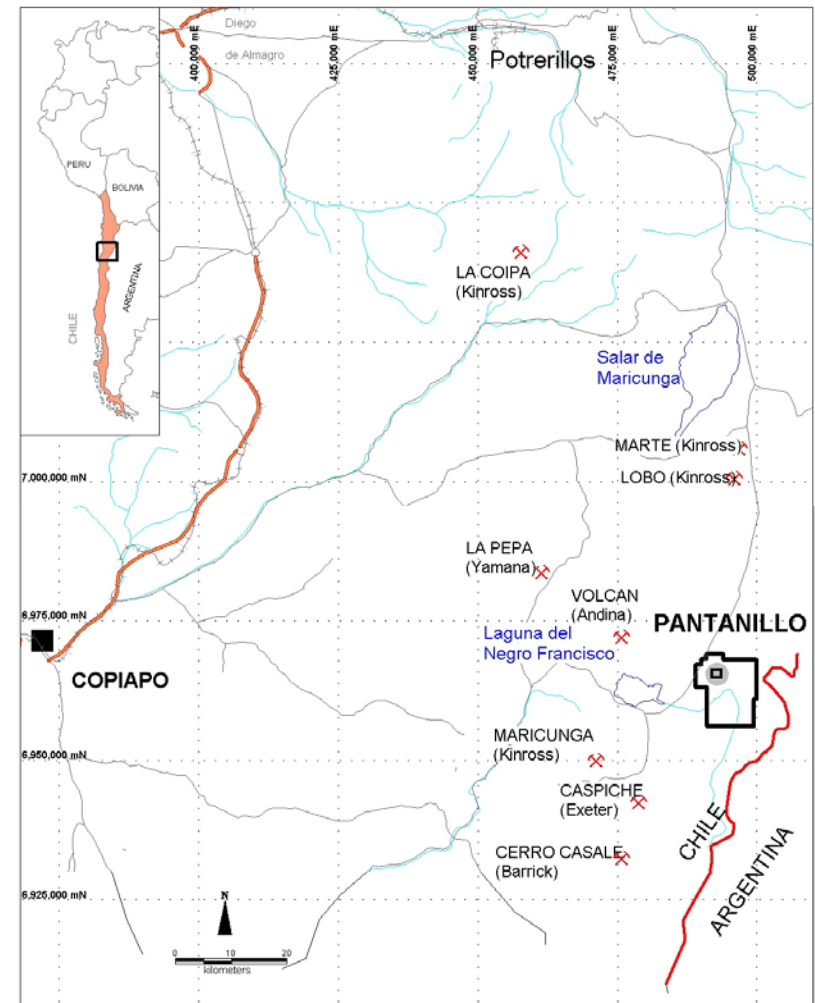 Diego
de Almagro
400,000 mE
425,000 mE
450,000 mE
475,000 mE
500,000 mE
Potrerillos
PERU
BOLIVIA
CHILE
ARGENTINA
LA COIPA
(Kinross)
Salar de
Maricunga
MARTE (Kinross)
LOBO (Kinross)
7,000,000 mN
LA PEPA
(Yamana)
VOLCAN
(Andina)
6,975,000 mN
PANTANILLO
Laguna del
Negro Francisco
COPIAPO
MARICUNGA
(Kinross)
6,950,000 mN
CASPICHE
(Exeter)
CHILE
ARGENTINA
CERRO CASALE
(Barrick)
6,925,000 mN
N
0 10 20
kilometers